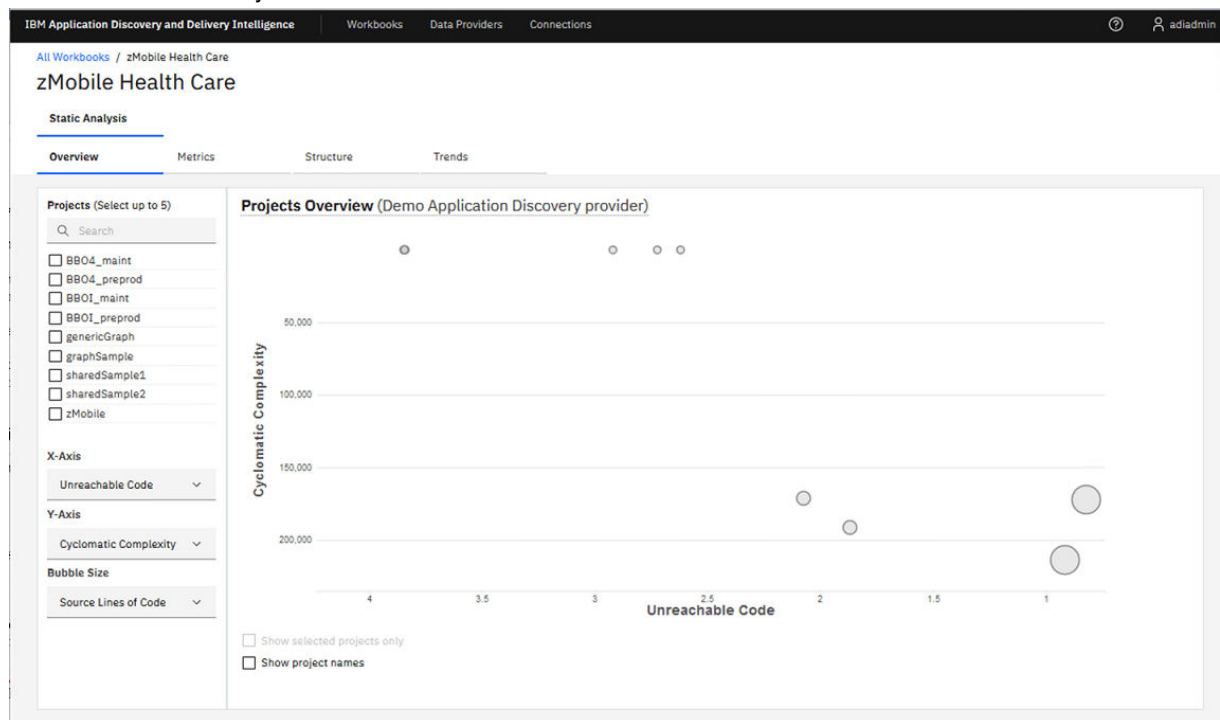 IBM Application Discovery and Delivery Intelligence Workbooks Data Providers Connections adiadmin
All Workbooks / zMobile Health Care
zMobile Health Care
Static Analysis
Overview Metrics Structure Trends
Projects (Select up to 5)
Search
BBO4_maint
BBO4_preprod
BBOI_maint
BBOI_preprod
genericGraph
graphSample
sharedSample1
sharedSample2
zMobile
X-Axis
Unreachable Code
Y-Axis
Cyclomatic Complexity
Bubble Size
Source Lines of Code
Projects Overview (Demo Application Discovery provider)
Cyclomatic Complexity
50,000
100,000
150,000
200,000
4 3.5 3 2.5 2 1.5 1
Unreachable Code
Show selected projects only
Show project names